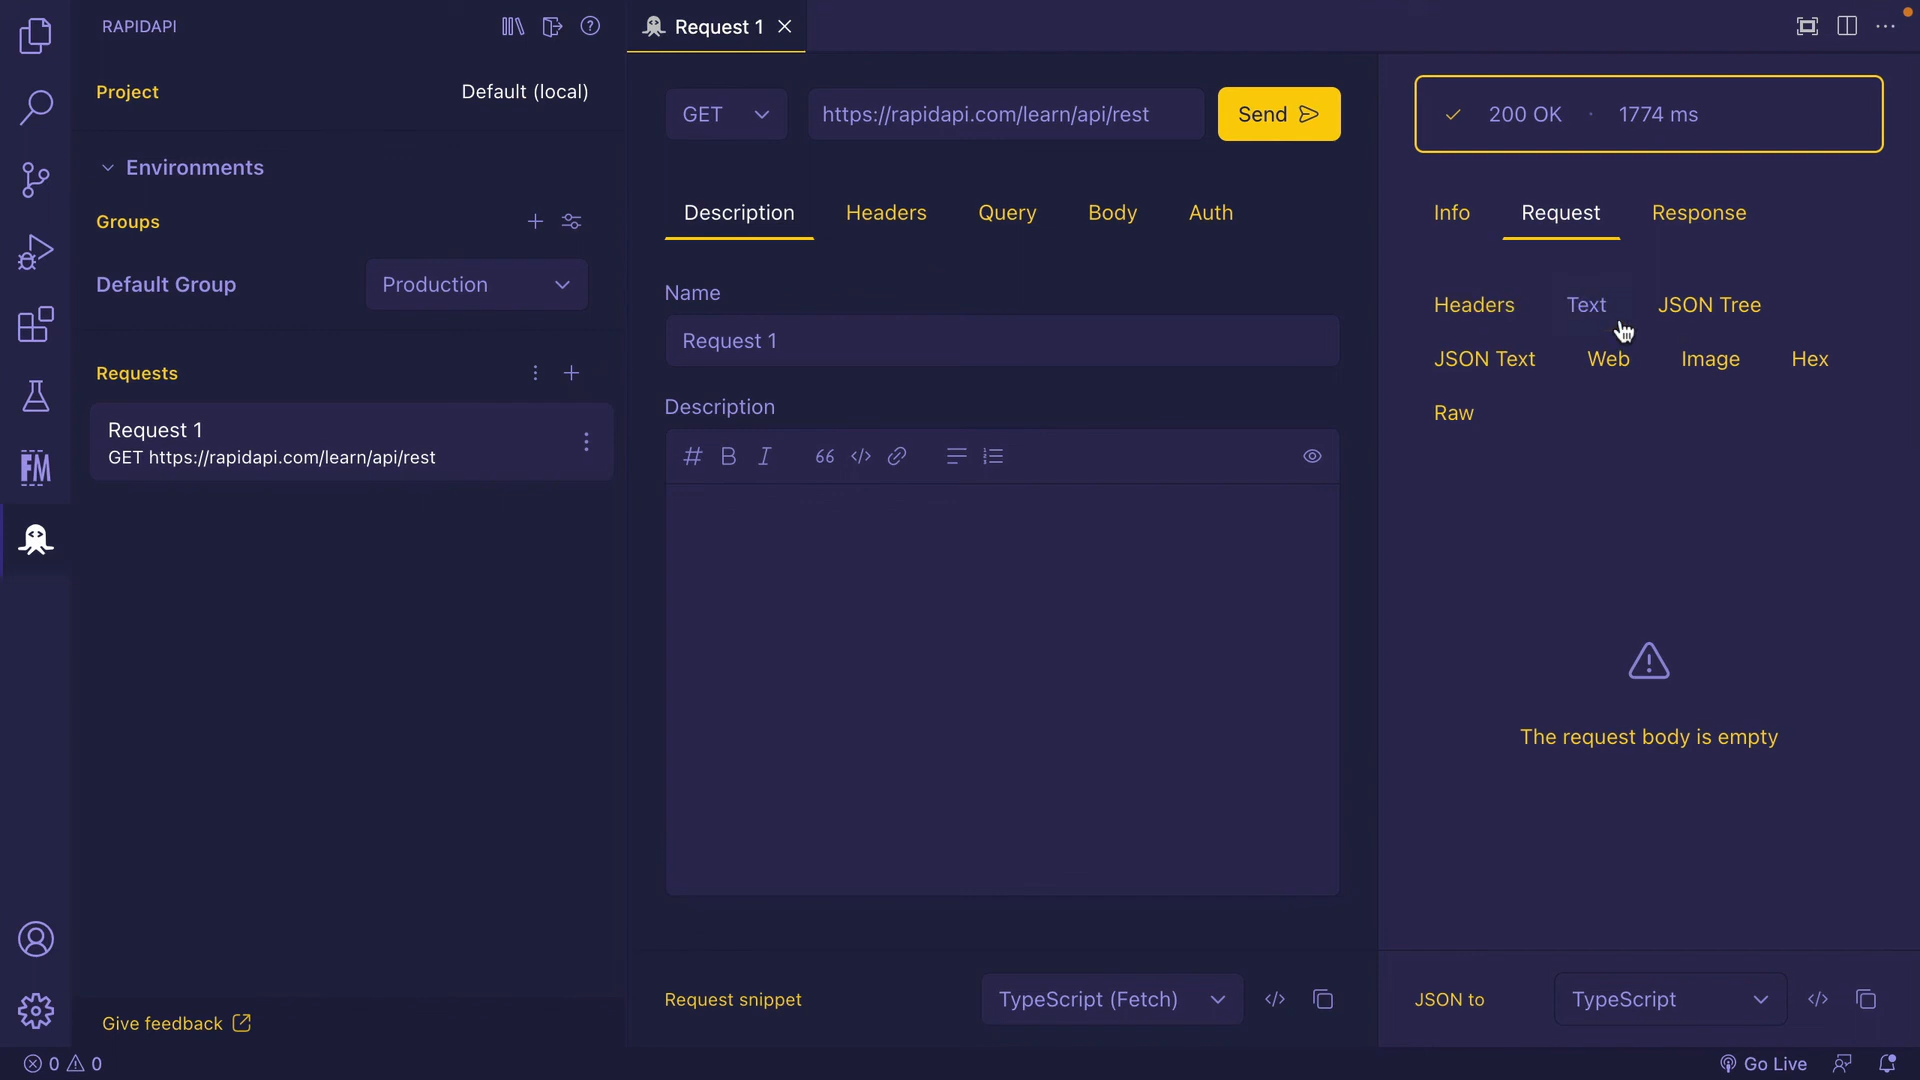 RAPIDAPI
Project
Default (local)
Environments
Groups
Default Group
Production
Requests
Request 1
GET https://rapidapi.com/learn/api/rest
FM
Give feedback
0 0
Request 1
GET
https://rapidapi.com/learn/api/rest
Send
Description Headers Query Body Auth
Name
Request 1
Description
Request snippet
TypeScript (Fetch)
200 OK · 1774 ms
Info Request Response
Headers Text JSON Tree
JSON Text Web Image Hex
Raw
The request body is empty
JSON to
TypeScript
Go Live